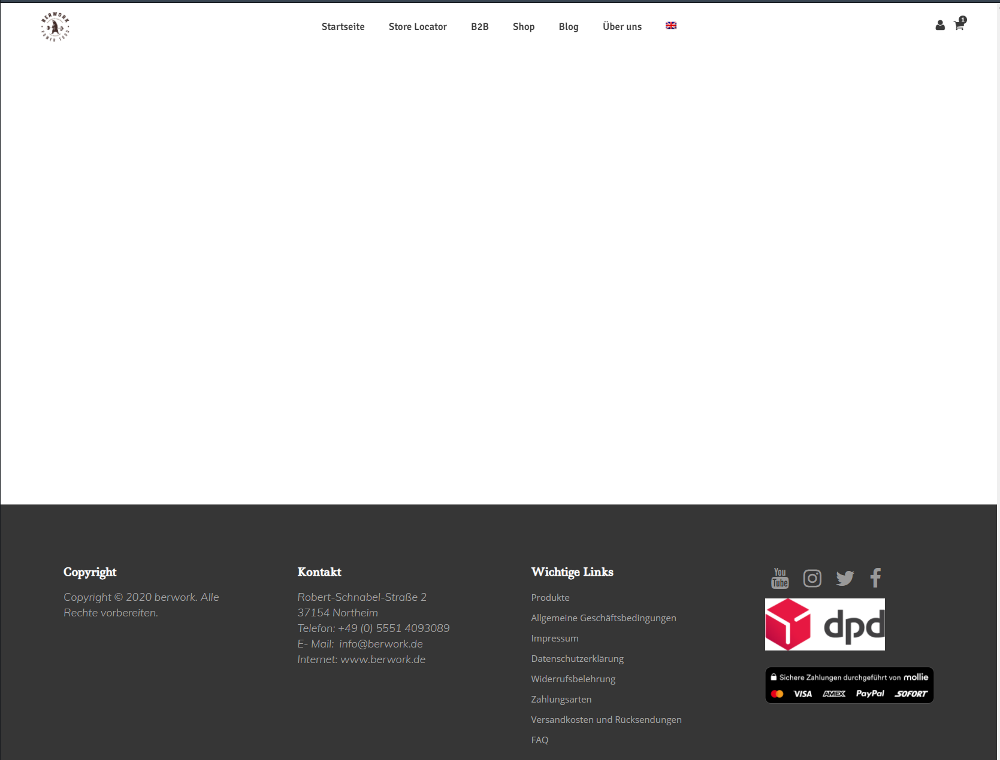 BERWORK
POWER FOOD
Startseite
Store Locator
B2B
Shop
Blog
Über uns
1
Copyright
Copyright © 2020 berwork. Alle
Rechte vorbereiten.
Kontakt
Robert-Schnabel-Straße 2
37154 Northeim
Telefon: +49 (0) 5551 4093089
E- Mail:  info@berwork.de
Internet: www.berwork.de
Wichtige Links
Produkte
Allgemeine Geschäftsbedingungen
Impressum
Datenschutzerklärung
Widerrufsbelehrung
Zahlungsarten
Versandkosten und Rücksendungen
FAQ
You
Tube
dpd
Sichere Zahlungen durchgeführt von mollie
VISA AMEX PayPal SOFORT